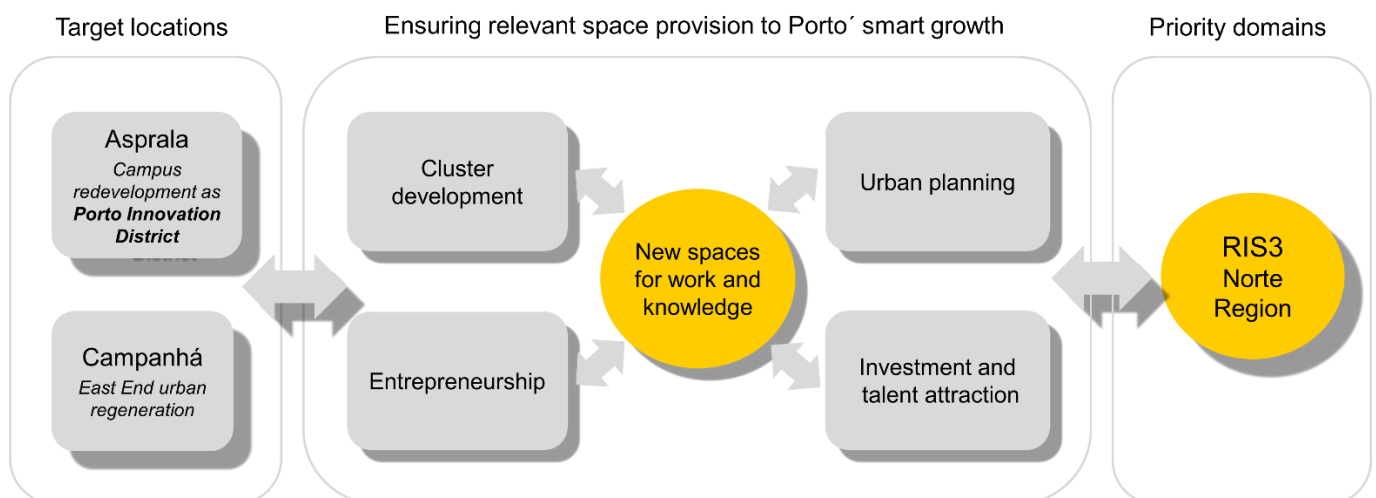 Target locations
Ensuring relevant space provision to Porto´ smart growth
Priority domains
Asprala
Campus
redevelopment as
Porto Innovation
District
Campanhá
East End urban
regeneration
Cluster
development
Entrepreneurship
New spaces
for work and
knowledge
Urban planning
Investment and
talent attraction
RIS3
Norte
Region